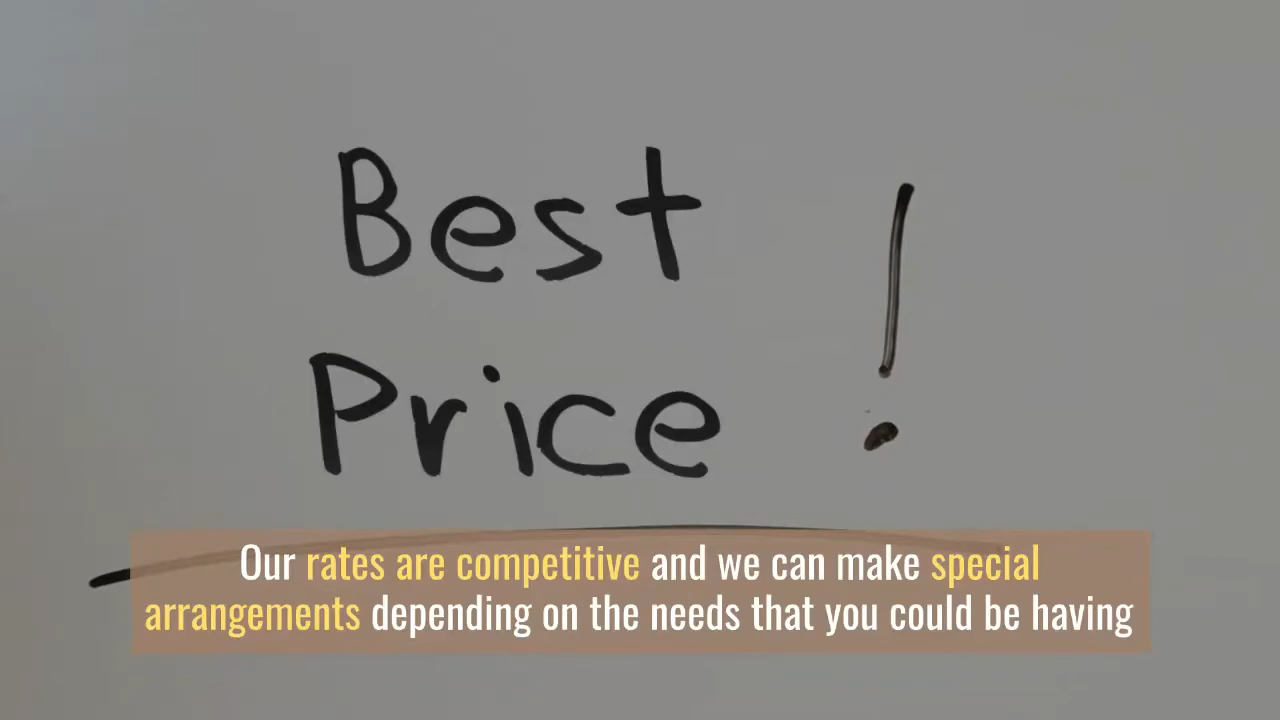 Best
Price !
Our rates are competitive and we can make special
arrangements depending on the needs that you could be having